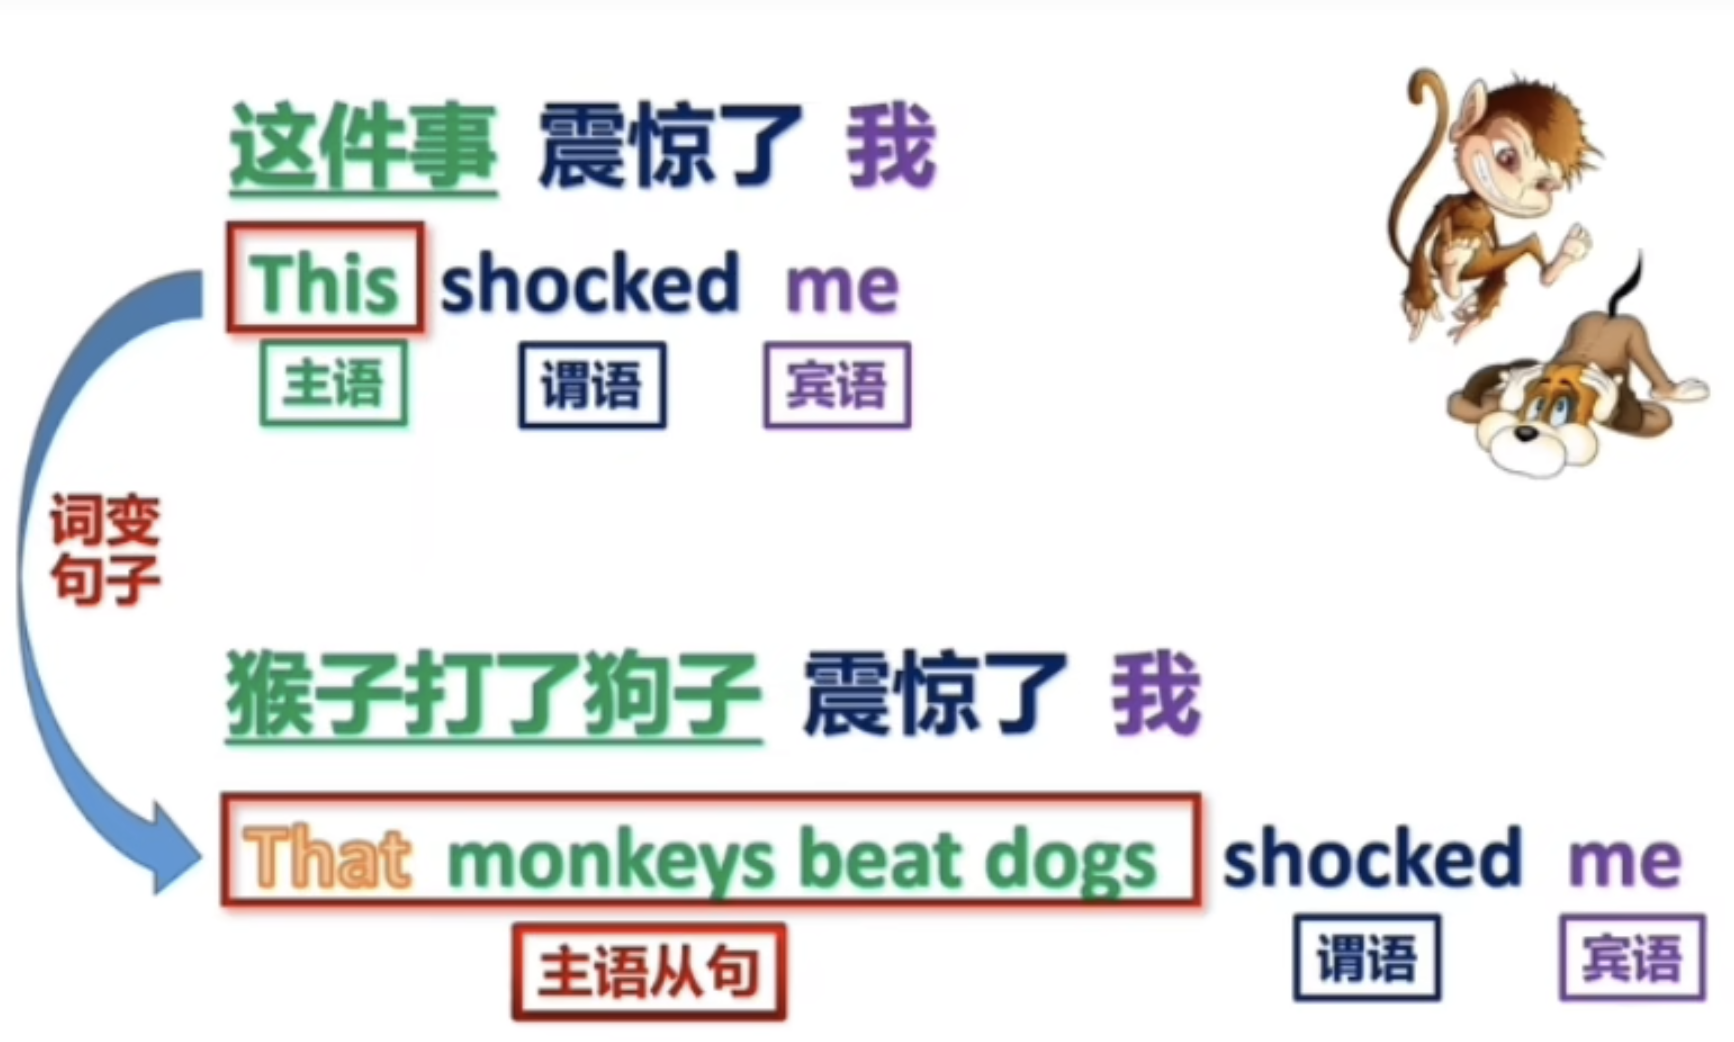 这件事 震惊了 我
This shocked me
主语 谓语 宾语
词变
句子
猴子打了狗子 震惊了 我
That monkeys beat dogs shocked me
主语从句 谓语 宾语